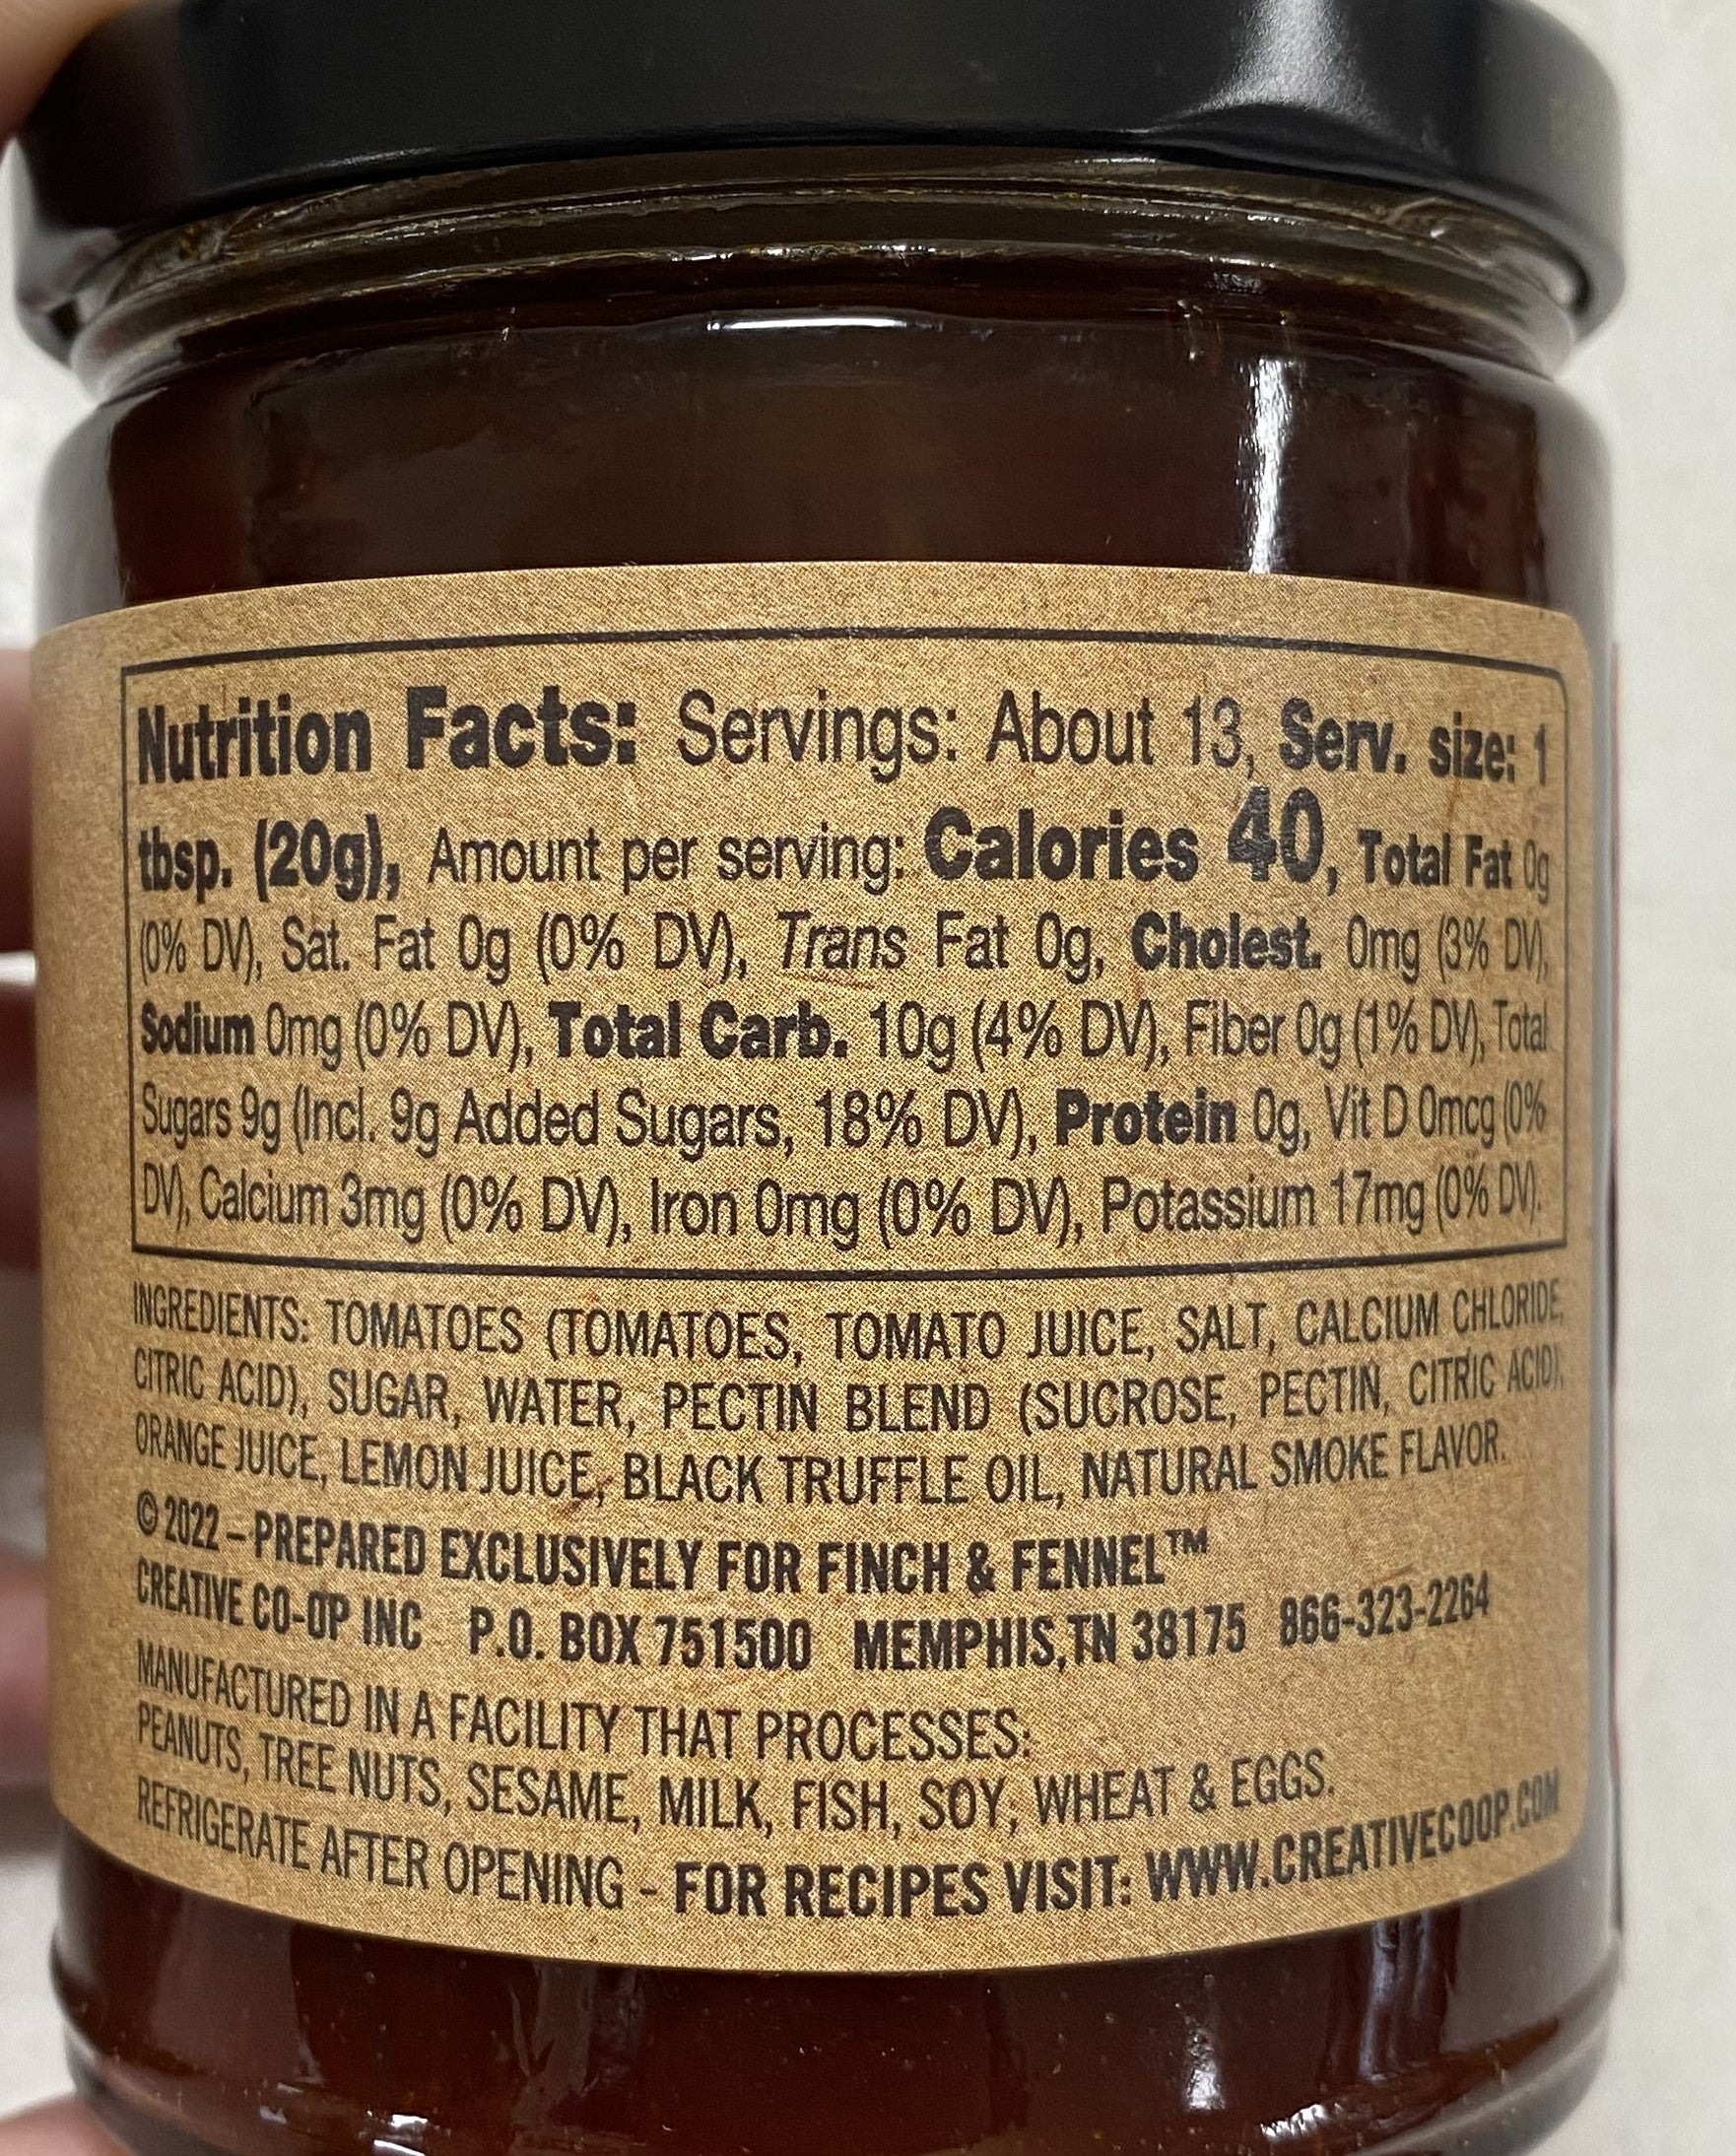 Nutrition Facts: Servings: About 13, Serv. size: 1
tbsp. (20g), Amount per serving: Calories 40, Total Fat 0g
(0% DV), Sat. Fat 0g (0% DV), Trans Fat 0g, Cholest. 0mg (3% DV),
Sodium 0mg (0% DV), Total Carb. 10g (4% DV), Fiber 0g (1% DV), Total
Sugars 9g (Incl. 9g Added Sugars, 18% DV), Protein 0g, Vit D 0mcg (0%
DV), Calcium 3mg (0% DV), Iron 0mg (0% DV), Potassium 17mg (0% DV).
INGREDIENTS: TOMATOES (TOMATOES, TOMATO JUICE, SALT, CALCIUM CHLORIDE,
CITRIC ACID), SUGAR, WATER, PECTIN BLEND (SUCROSE, PECTIN, CITRIC ACID),
ORANGE JUICE, LEMON JUICE, BLACK TRUFFLE OIL, NATURAL SMOKE FLAVOR.
© 2022 – PREPARED EXCLUSIVELY FOR FINCH & FENNEL™
CREATIVE CO-OP INC P.O. BOX 751500 MEMPHIS, TN 38175 866-323-2264
MANUFACTURED IN A FACILITY THAT PROCESSES:
PEANUTS, TREE NUTS, SESAME, MILK, FISH, SOY, WHEAT & EGGS.
REFRIGERATE AFTER OPENING - FOR RECIPES VISIT: WWW.CREATIVECOOP.COM